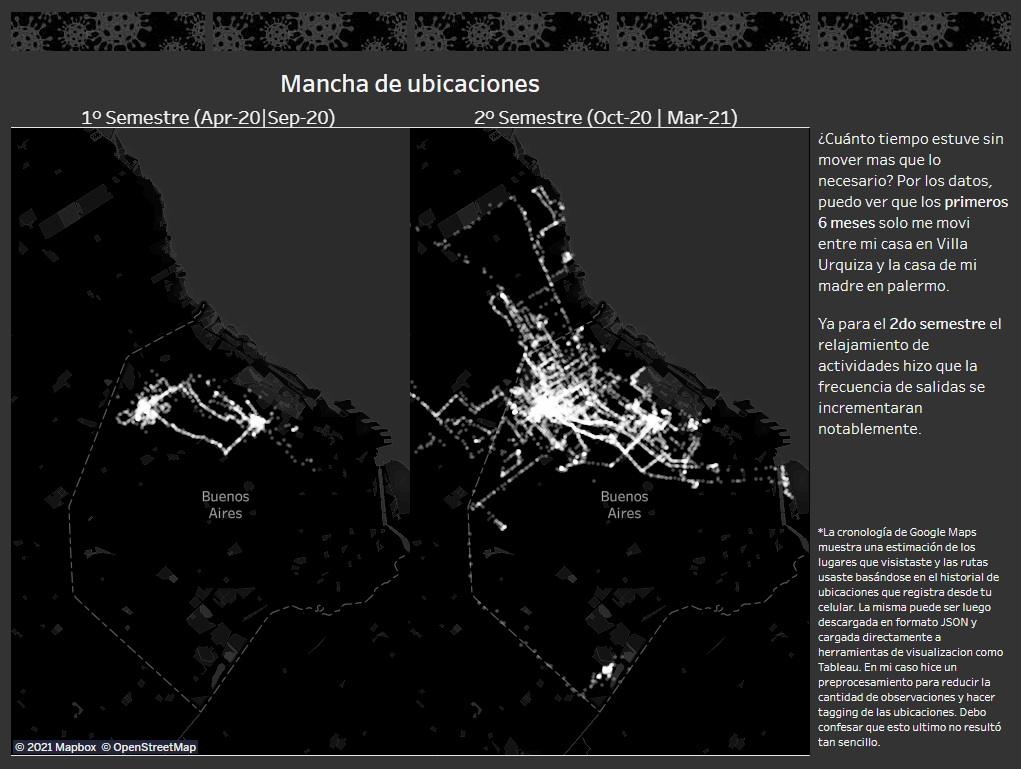 Mancha de ubicaciones
1º Semestre (Apr-20|Sep-20)
2º Semestre (Oct-20 | Mar-21)
¿Cuánto tiempo estuve sin
mover mas que lo
necesario? Por los datos,
puedo ver que los primeros
6 meses solo me movi
entre mi casa en Villa
Urquiza y la casa de mi
madre en palermo.
Ya para el 2do semestre el
relajamiento de
actividades hizo que la
frecuencia de salidas se
incrementaran
notablemente.
Buenos
Aires
Buenos
Aires
*La cronología de Google Maps
muestra una estimación de los
lugares que visistaste y las rutas
usaste basándose en el historial de
ubicaciones que registra desde tu
celular. La misma puede ser luego
descargada en formato JSON y
cargada directamente a
herramientas de visualizacion como
Tableau. En mi caso hice un
preprocesamiento para reducir la
cantidad de observaciones y hacer
tagging de las ubicaciones. Debo
confesar que esto ultimo no resultó
tan sencillo.
© 2021 Mapbox © OpenStreetMap